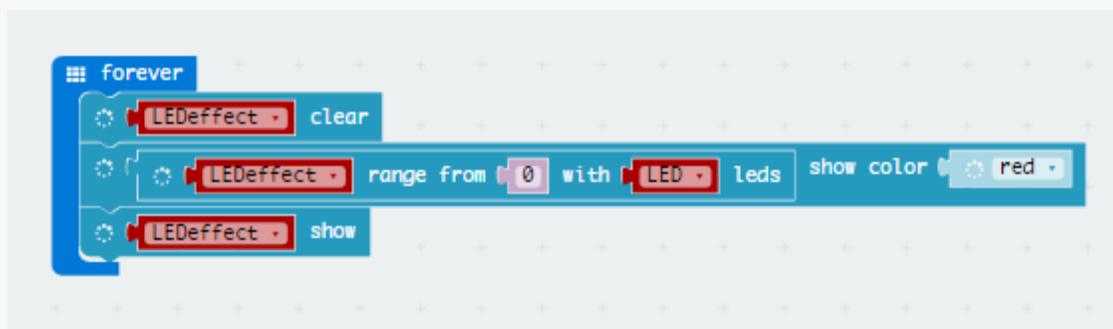 forever
LEDeffect clear
LEDeffect range from 0 with LED leds show color red
LEDeffect show